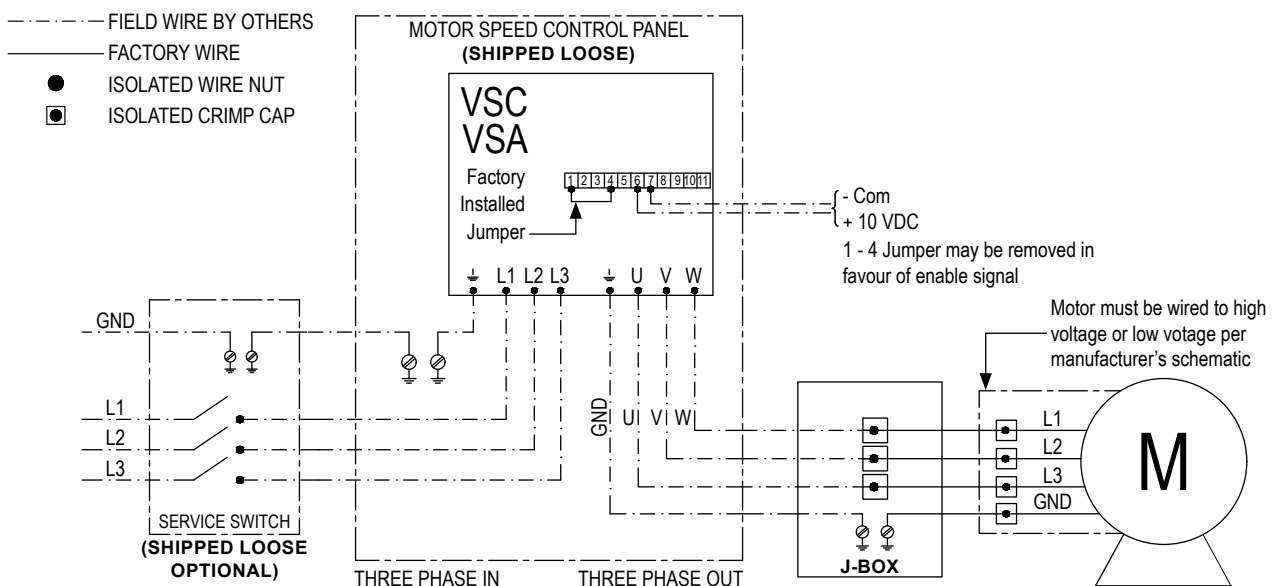 FIELD WIRE BY OTHERS
FACTORY WIRE
ISOLATED WIRE NUT
ISOLATED CRIMP CAP
MOTOR SPEED CONTROL PANEL
(SHIPPED LOOSE)
VSC
VSA
Factory
Installed
Jumper
1 2 3 4 5 6 7 8 9 10 11
- Com
+ 10 VDC
1 - 4 Jumper may be removed in
favour of enable signal
L1 L2 L3 U V W
GND
L1
L2
L3
SERVICE SWITCH
(SHIPPED LOOSE
OPTIONAL)
GND U V W
THREE PHASE IN THREE PHASE OUT
J-BOX
Motor must be wired to high
voltage or low votage per
manufacturer's schematic
L1
L2
L3
GND
M